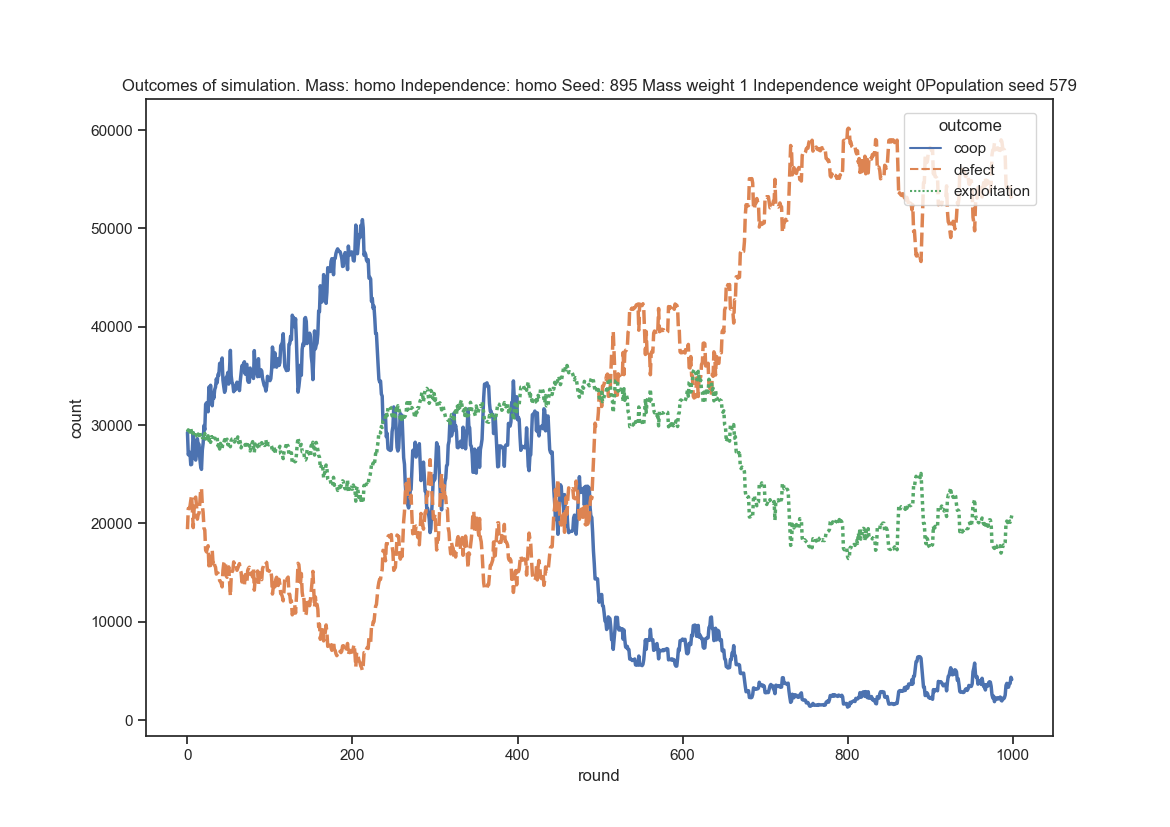 Outcomes of simulation. Mass: homo Independence: homo Seed: 895 Mass weight 1 Independence weight 0Population seed 579
outcome
coop
defect
exploitation
60000
50000
40000
30000
20000
10000
0
count
0 200 400 600 800 1000
round